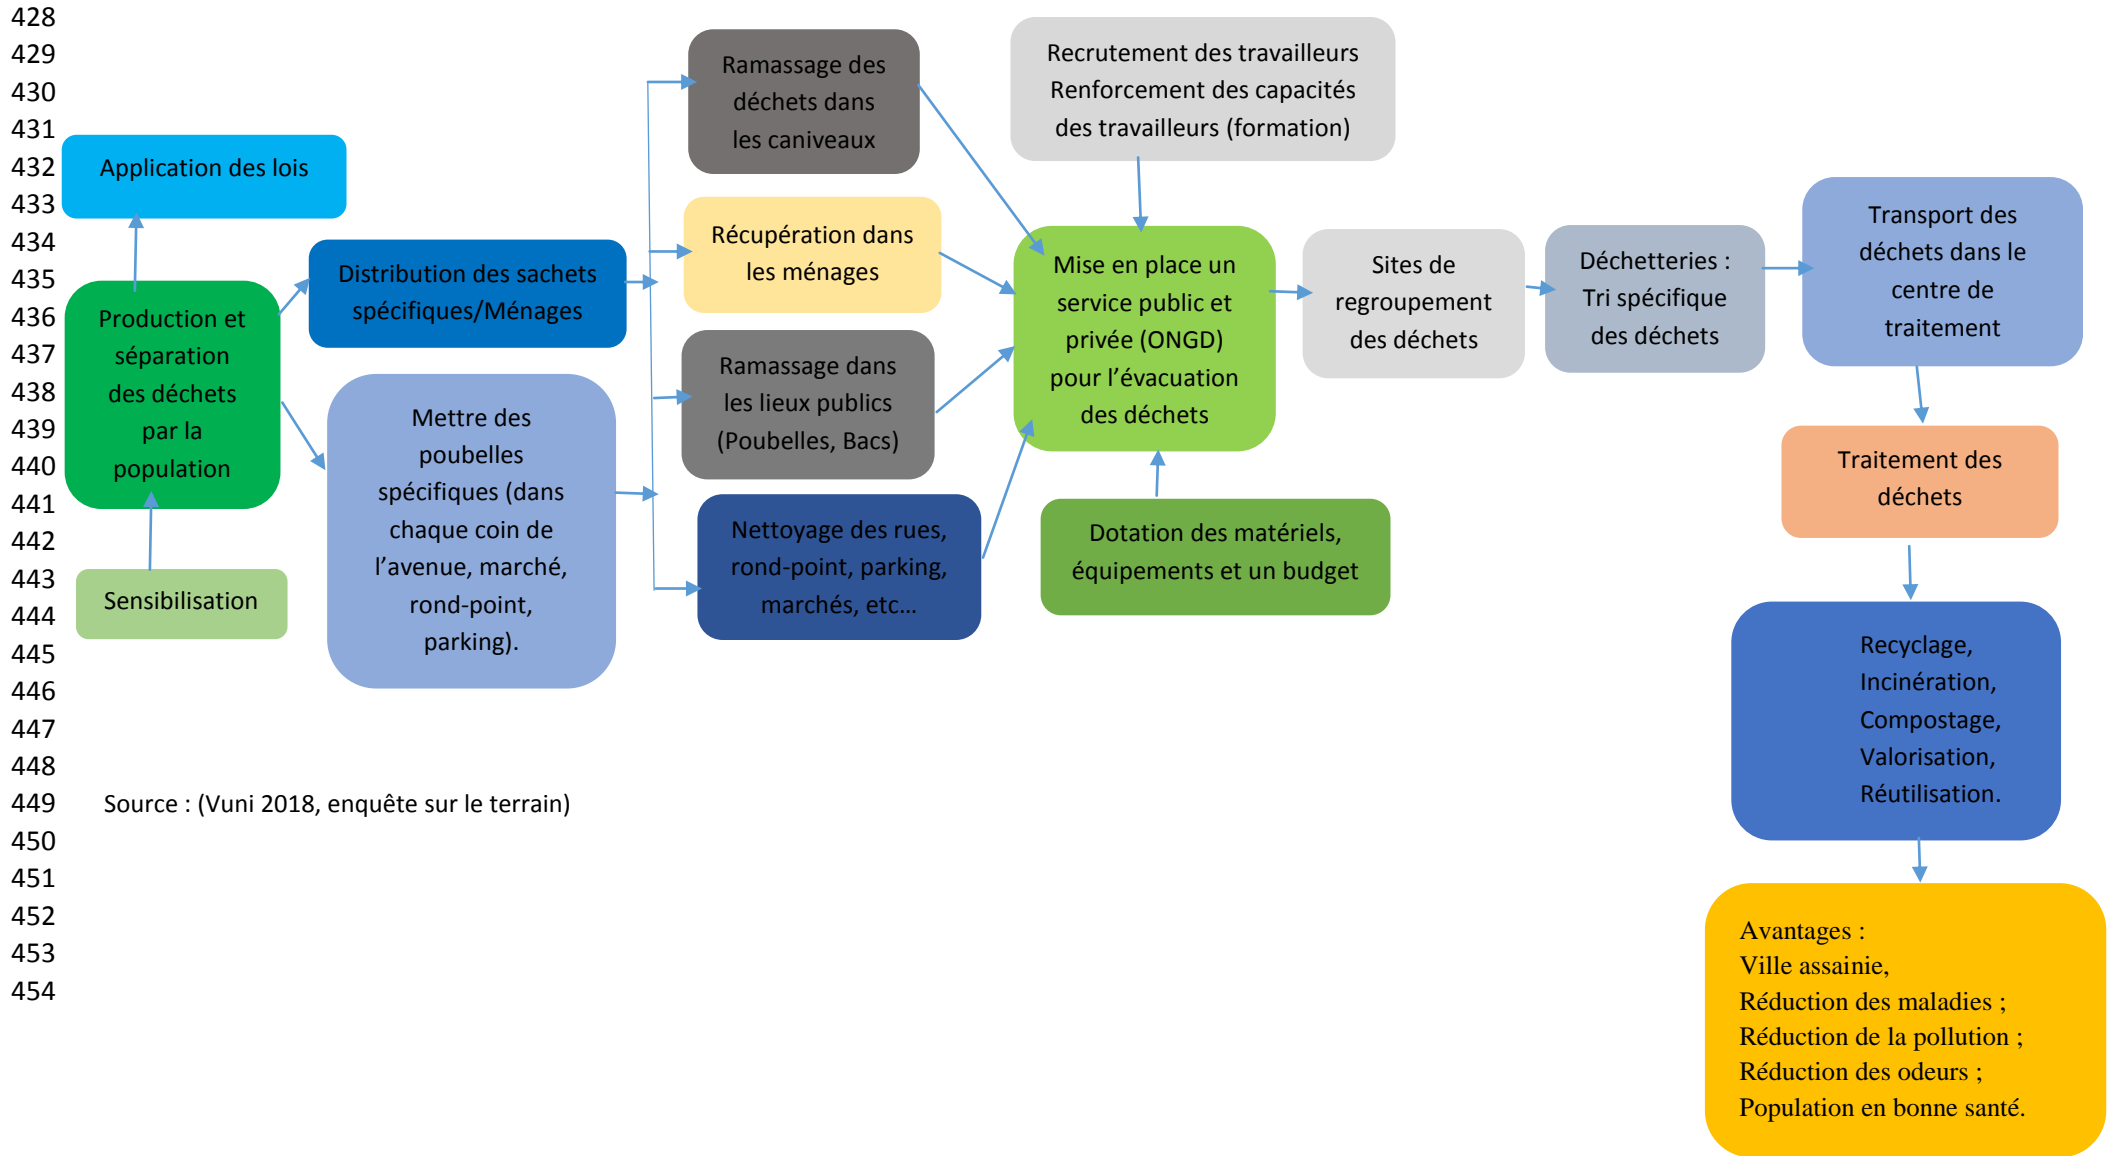 428
429
430
431
432
433
434
435
436
437
438
439
440
441
442
443
444
445
446
447
448
449
450
451
452
453
454
Application des lois
Production et
séparation
des déchets
par la
population
Sensibilisation
Distribution des sachets
spécifiques/Ménages
Mettre des
poubelles
spécifiques (dans
chaque coin de
l'avenue, marché,
rond-point,
parking).
Ramassage des
déchets dans
les caniveaux
Récupération dans
les ménages
Ramassage dans
les lieux publics
(Poubelles, Bacs)
Nettoyage des rues,
rond-point, parking,
marchés, etc…
Recrutement des travailleurs
Renforcement des capacités
des travailleurs (formation)
Mise en place un
service public et
privée (ONGD)
pour l'évacuation
des déchets
Dotation des matériels,
équipements et un budget
Sites de
regroupement
des déchets
Déchetteries :
Tri spécifique
des déchets
Transport des
déchets dans le
centre de
traitement
Traitement des
déchets
Recyclage,
Incinération,
Compostage,
Valorisation,
Réutilisation.
Avantages :
Ville assainie,
Réduction des maladies ;
Réduction de la pollution ;
Réduction des odeurs ;
Population en bonne santé.
Source : (Vuni 2018, enquête sur le terrain)